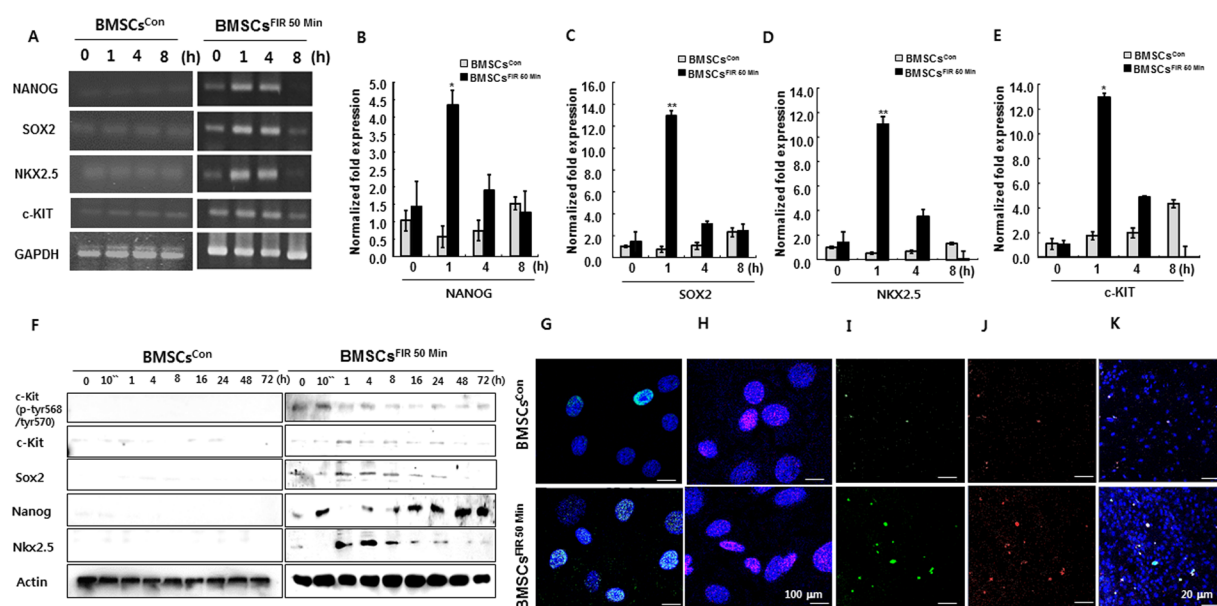 A
BMSCsCon
BMSCsFIR 50 Min
0 1 4 8 (h) 0 1 4 8 (h)
NANOG
SOX2
NKX2.5
c-KIT
GAPDH
B
BMSCsCon
BMSCsFIR 50 Min
Normalized fold expression
5.0
4.5
4.0
3.5
3.0
2.5
2.0
1.5
1.0
0.5
0.0
*
0 1 4 8 (h)
NANOG
C
BMSCsCon
BMSCsFIR 50 Min
Normalized fold expression
16.0
14.0
12.0
10.0
8.0
6.0
4.0
2.0
0.0
**
0 1 4 8 (h)
SOX2
D
BMSCsCon
BMSCsFIR 50 Min
Normalized fold expression
14.0
12.0
10.0
8.0
6.0
4.0
2.0
0.0
**
0 1 4 8 (h)
NKX2.5
E
BMSCsCon
BMSCsFIR 50 Min
Normalized fold expression
14.0
12.0
10.0
8.0
6.0
4.0
2.0
0.0
*
0 1 4 8 (h)
c-KIT
F
BMSCsCon
BMSCsFIR 50 Min
0 10`` 1 4 8 16 24 48 72 (h) 0 10`` 1 4 8 16 24 48 72 (h)
c-Kit
(p-tyr568
/tyr570)
c-Kit
Sox2
Nanog
Nkx2.5
Actin
G H I J K
BMSCsCon
BMSCsFIR 50 Min
100 µm
20 µm